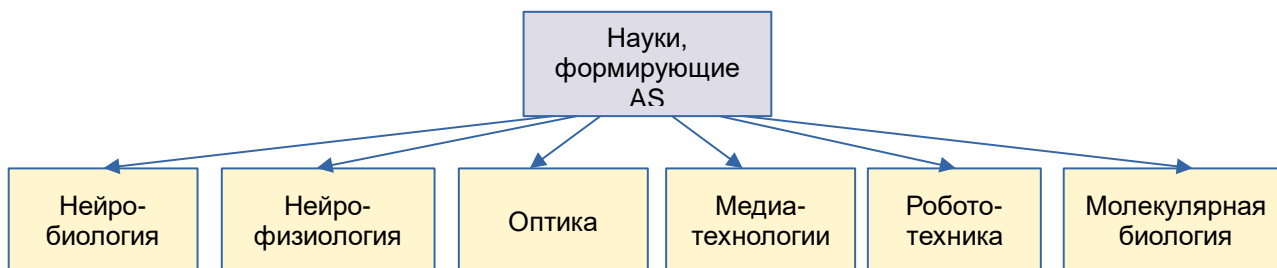 Науки,
формирующие
AS
Нейро-
биология
Нейро-
физиология
Оптика
Медиа-
технологии
Робото-
техника
Молекулярная
биология